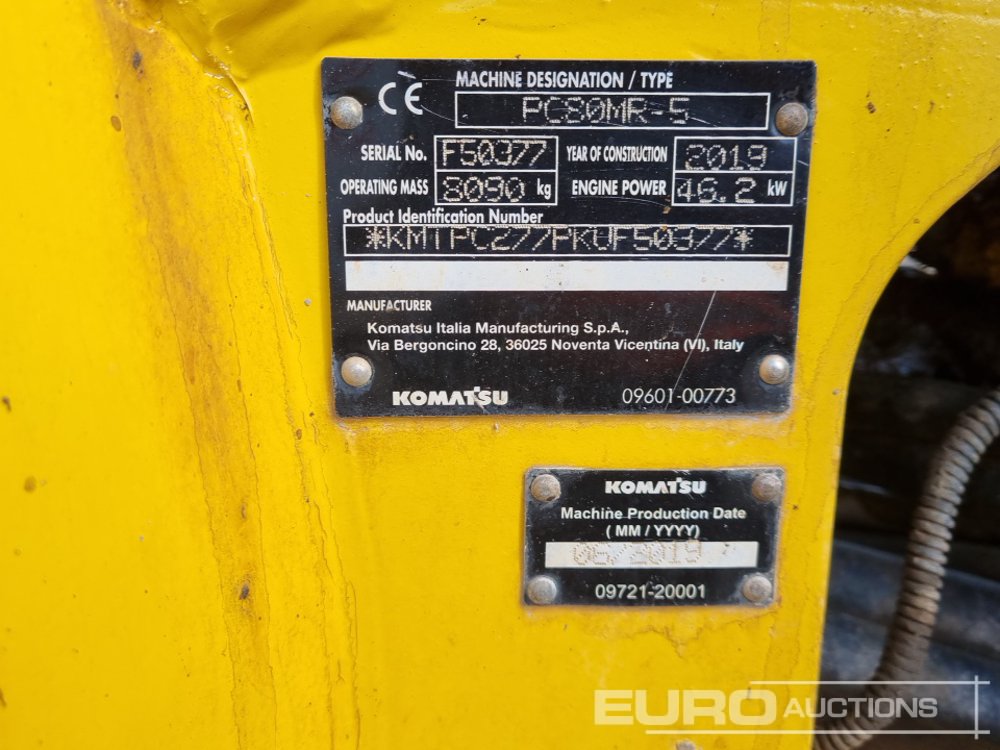 CE
MACHINE DESIGNATION / TYPE
PC80MR-5
SERIAL No. F50377 YEAR OF CONSTRUCTION 2019
OPERATING MASS 8090 kg ENGINE POWER 46.2 kW
Product Identification Number
*KMTPC277PKUF50377*
MANUFACTURER
Komatsu Italia Manufacturing S.p.A.,
Via Bergoncino 28, 36025 Noventa Vicentina (VI), Italy
KOMATSU 09601-00773
KOMATSU
Machine Production Date
( MM / YYYY)
06/2019
09721-20001
EURO AUCTIONS